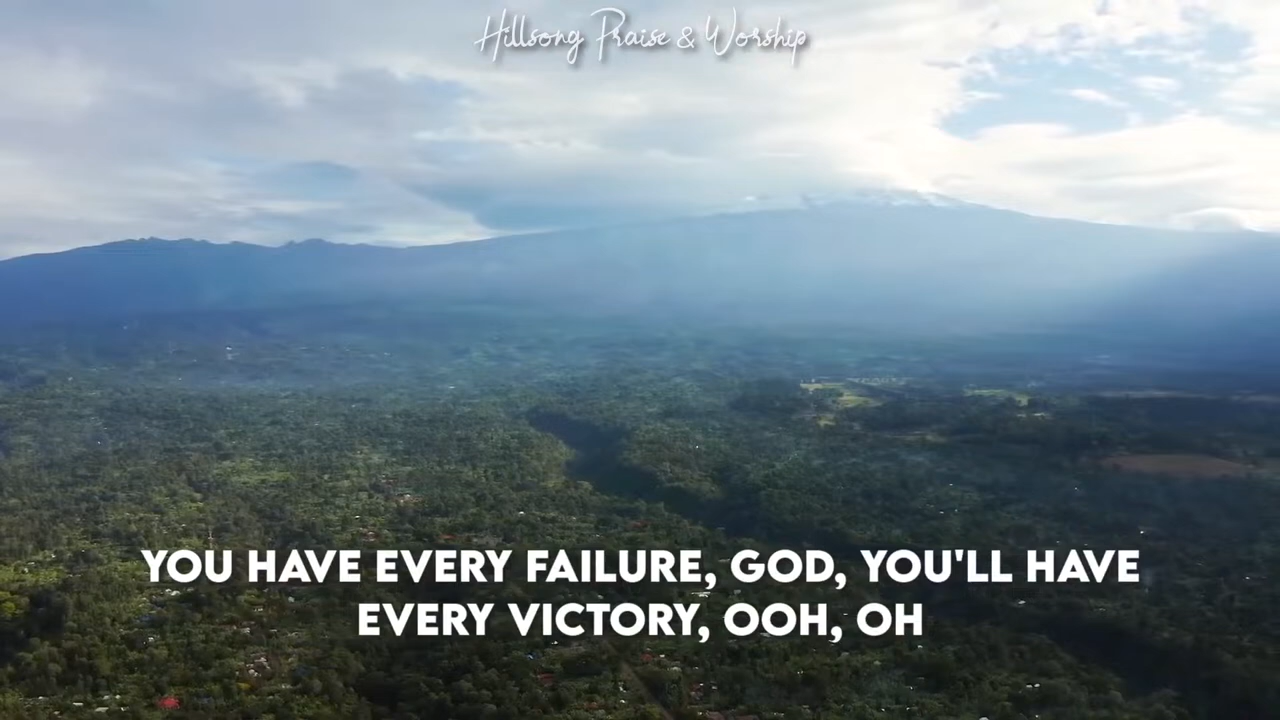 Hillsong Praise & Worship
YOU HAVE EVERY FAILURE, GOD, YOU'LL HAVE
EVERY VICTORY, OOH, OH